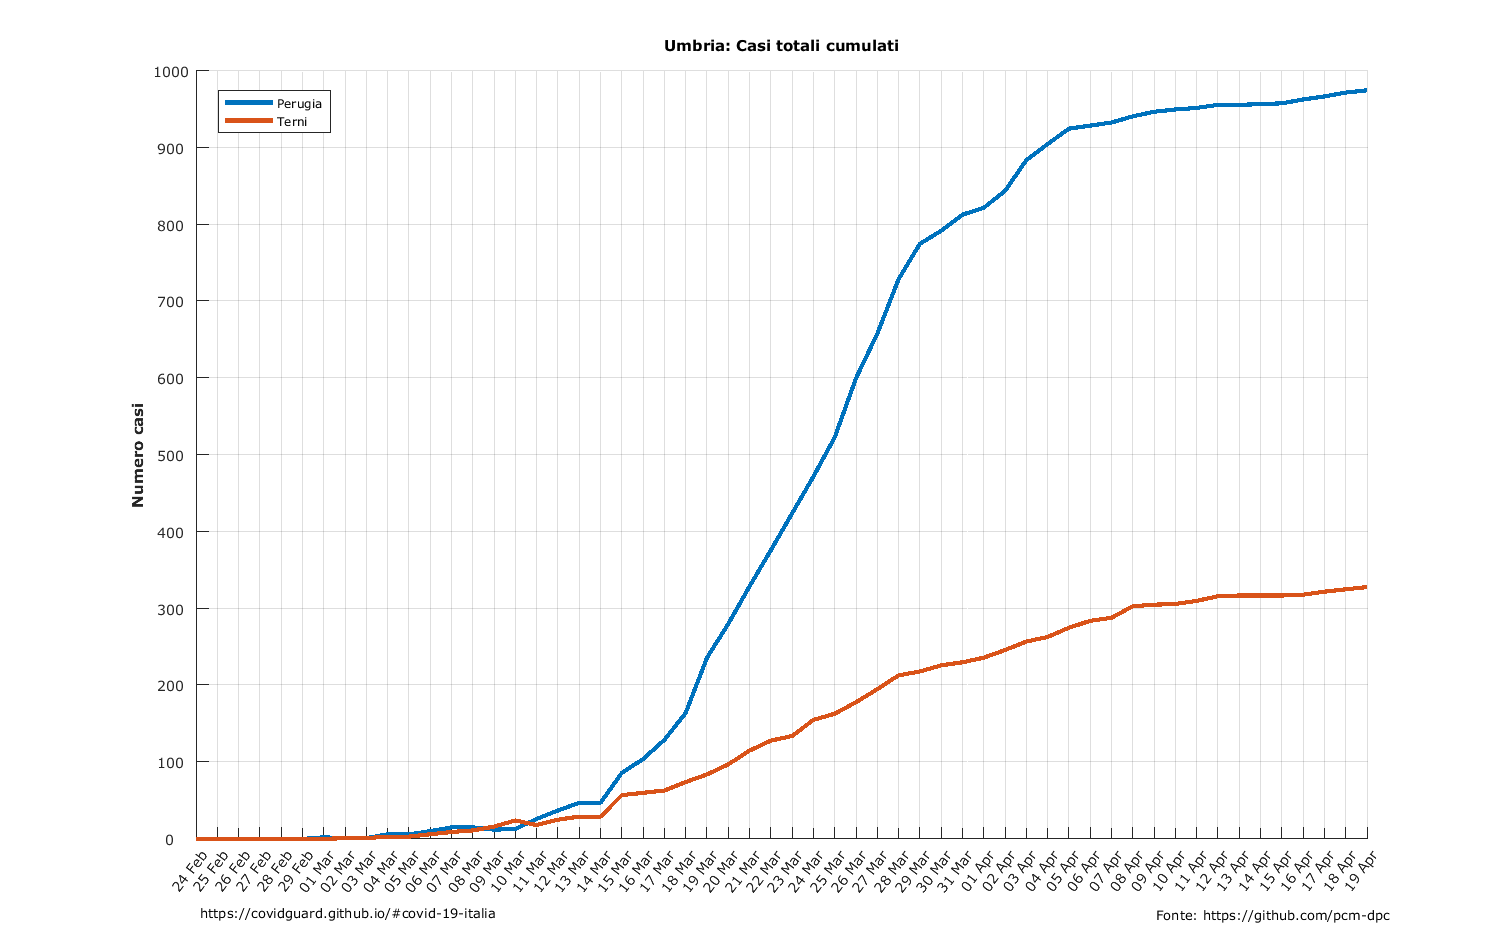 Umbria: Casi totali cumulati
Perugia
Terni
Numero casi
1000
900
800
700
600
500
400
300
200
100
0
24 Feb
25 Feb
26 Feb
27 Feb
28 Feb
29 Feb
01 Mar
02 Mar
03 Mar
04 Mar
05 Mar
06 Mar
07 Mar
08 Mar
09 Mar
10 Mar
11 Mar
12 Mar
13 Mar
14 Mar
15 Mar
16 Mar
17 Mar
18 Mar
19 Mar
20 Mar
21 Mar
22 Mar
23 Mar
24 Mar
25 Mar
26 Mar
27 Mar
28 Mar
29 Mar
30 Mar
31 Mar
01 Apr
02 Apr
03 Apr
04 Apr
05 Apr
06 Apr
07 Apr
08 Apr
09 Apr
10 Apr
11 Apr
12 Apr
13 Apr
14 Apr
15 Apr
16 Apr
17 Apr
18 Apr
19 Apr
https://covidguard.github.io/#covid-19-italia
Fonte: https://github.com/pcm-dpc